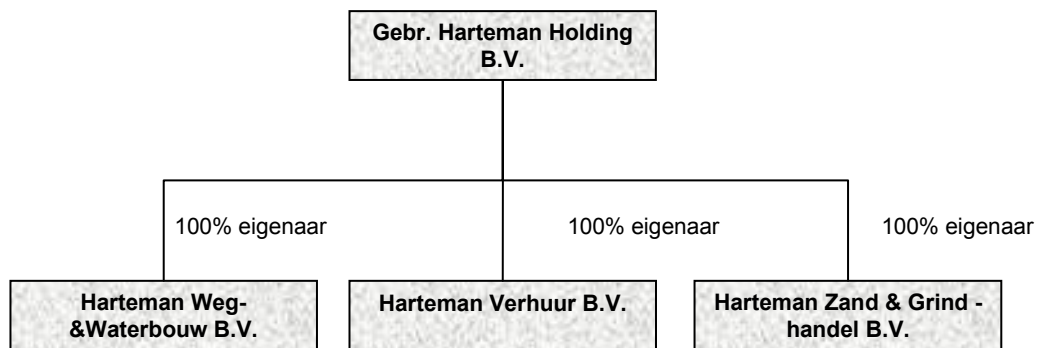 Gebr. Harteman Holding
B.V.
100% eigenaar
100% eigenaar
100% eigenaar
Harteman Weg-
&Waterbouw B.V.
Harteman Verhuur B.V.
Harteman Zand & Grind -
handel B.V.